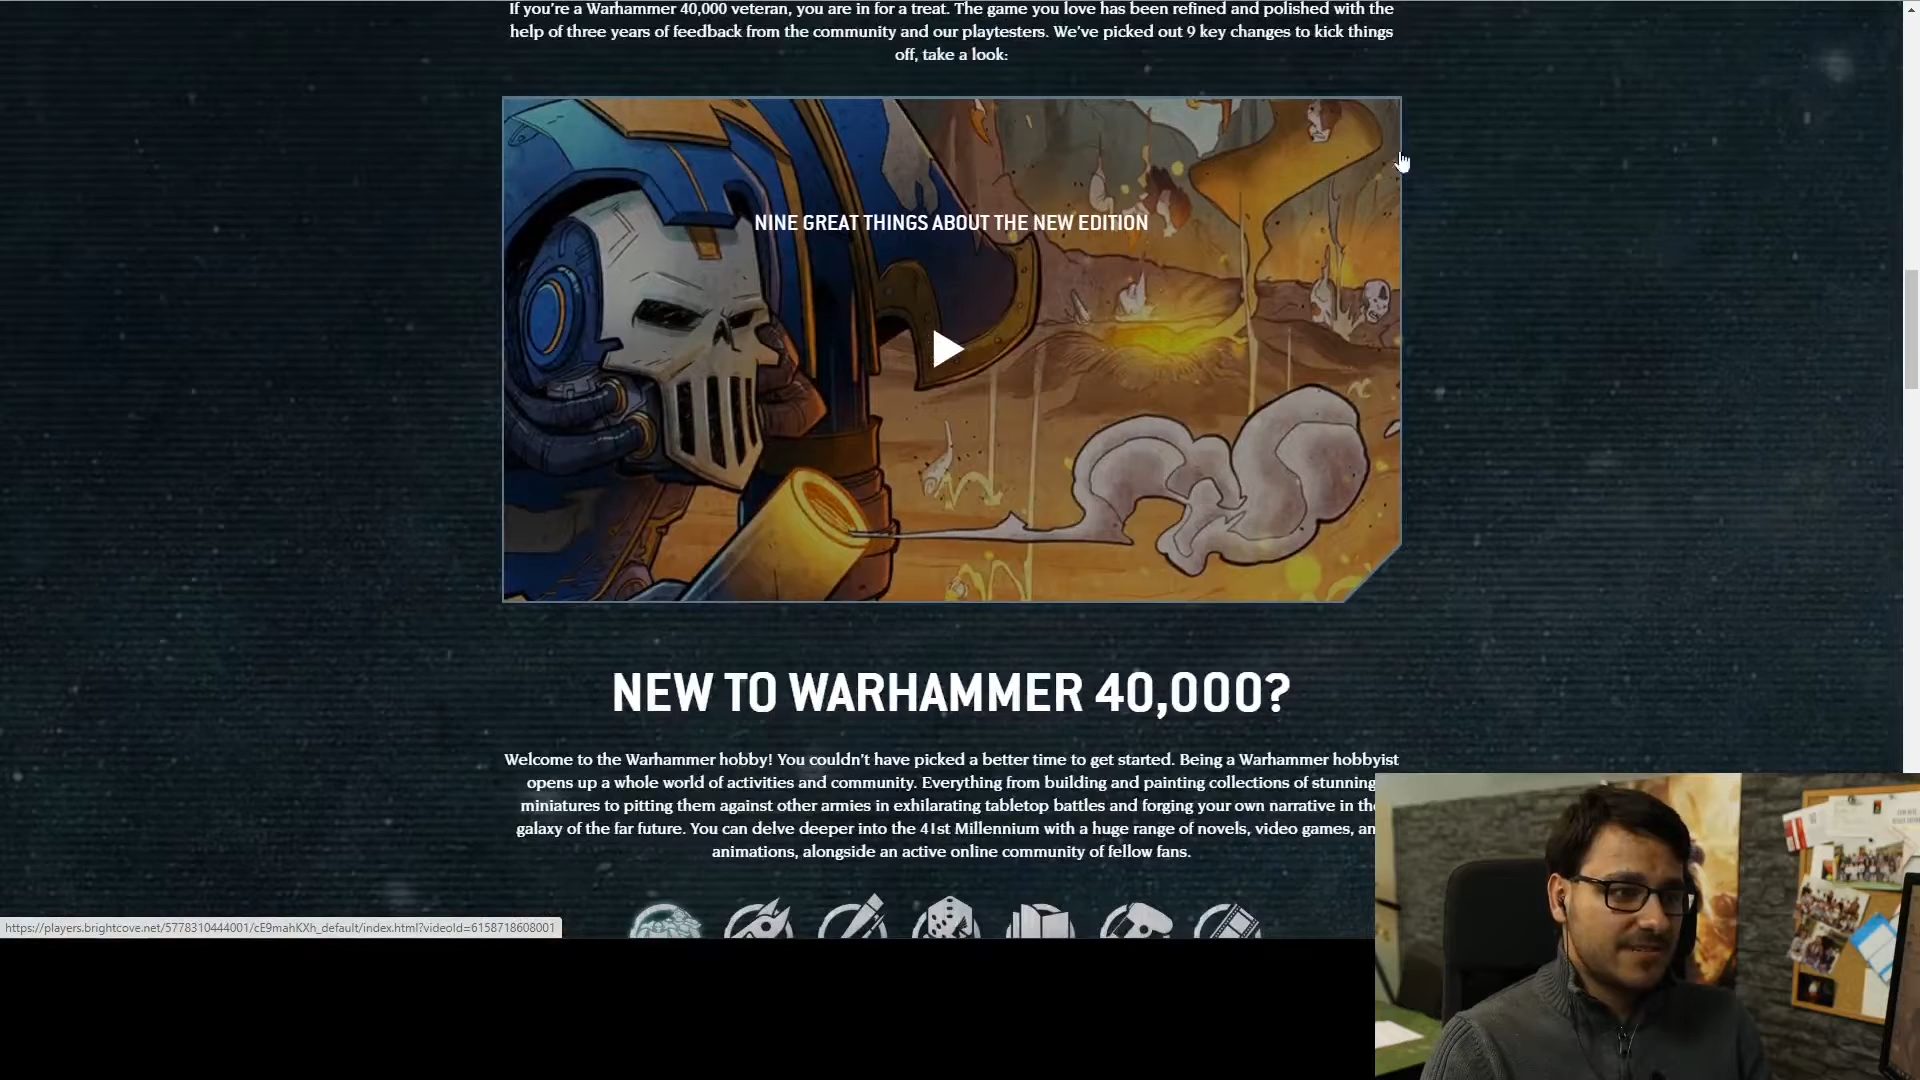 If you're a Warhammer 40,000 veteran, you are in for a treat. The game you love has been refined and polished with the
help of three years of feedback from the community and our playtesters. We've picked out 9 key changes to kick things
off, take a look:
NINE GREAT THINGS ABOUT THE NEW EDITION
NEW TO WARHAMMER 40,000?
Welcome to the Warhammer hobby! You couldn't have picked a better time to get started. Being a Warhammer hobbyist
opens up a whole world of activities and community. Everything from building and painting collections of stunning
miniatures to pitting them against other armies in exhilarating tabletop battles and forging your own narrative in the
galaxy of the far future. You can delve deeper into the 41st Millennium with a huge range of novels, video games, an
animations, alongside an active online community of fellow fans.
https://players.brightcove.net/5778310444001/cE9mahKXh_default/index.html?videoId=6158718608001